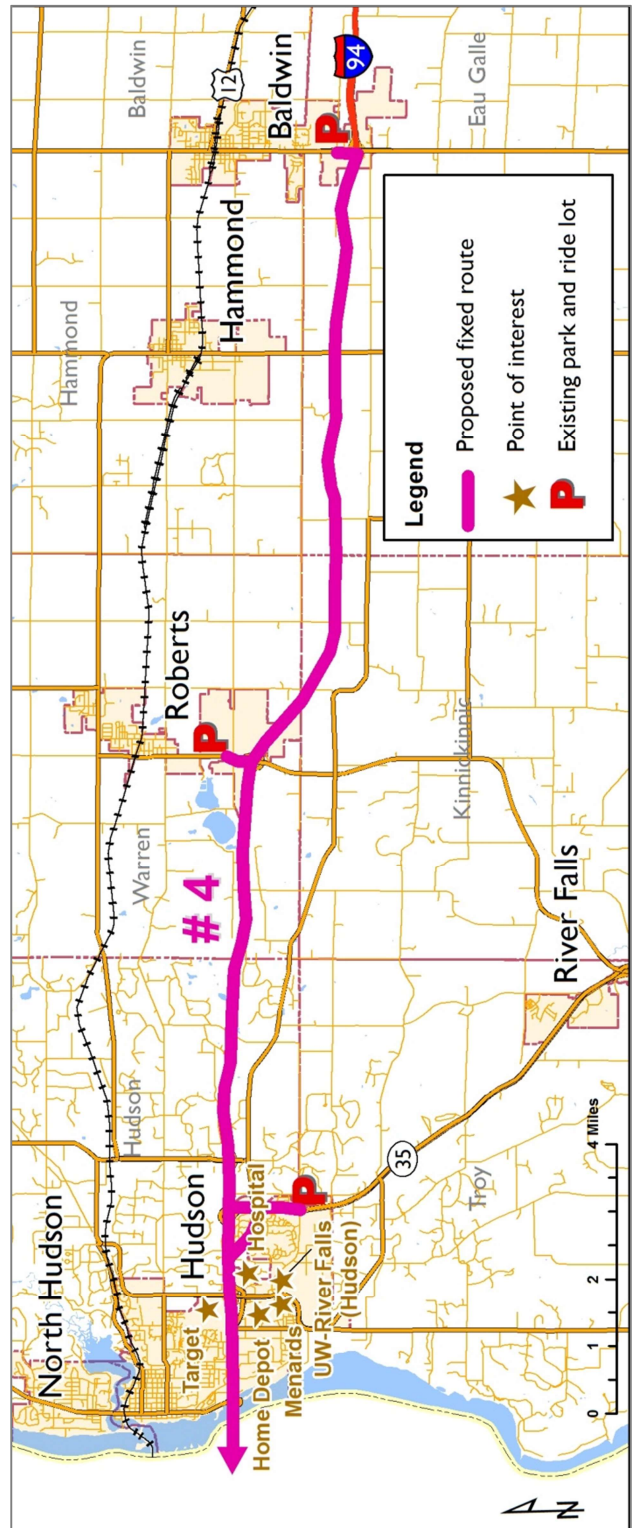 North Hudson
Hudson
Warren
Hammond
Baldwin
12
Roberts
Hammond
Baldwin
94
Eau Galle
# 4
Hudson
Target
Hospital
Home Depot
Menards
UW-River Falls
(Hudson)
P
P
P
35
Troy
Kinnickinnic
River Falls
Legend
Proposed fixed route
Point of interest
P
Existing park and ride lot
0
1
2
4 Miles
N